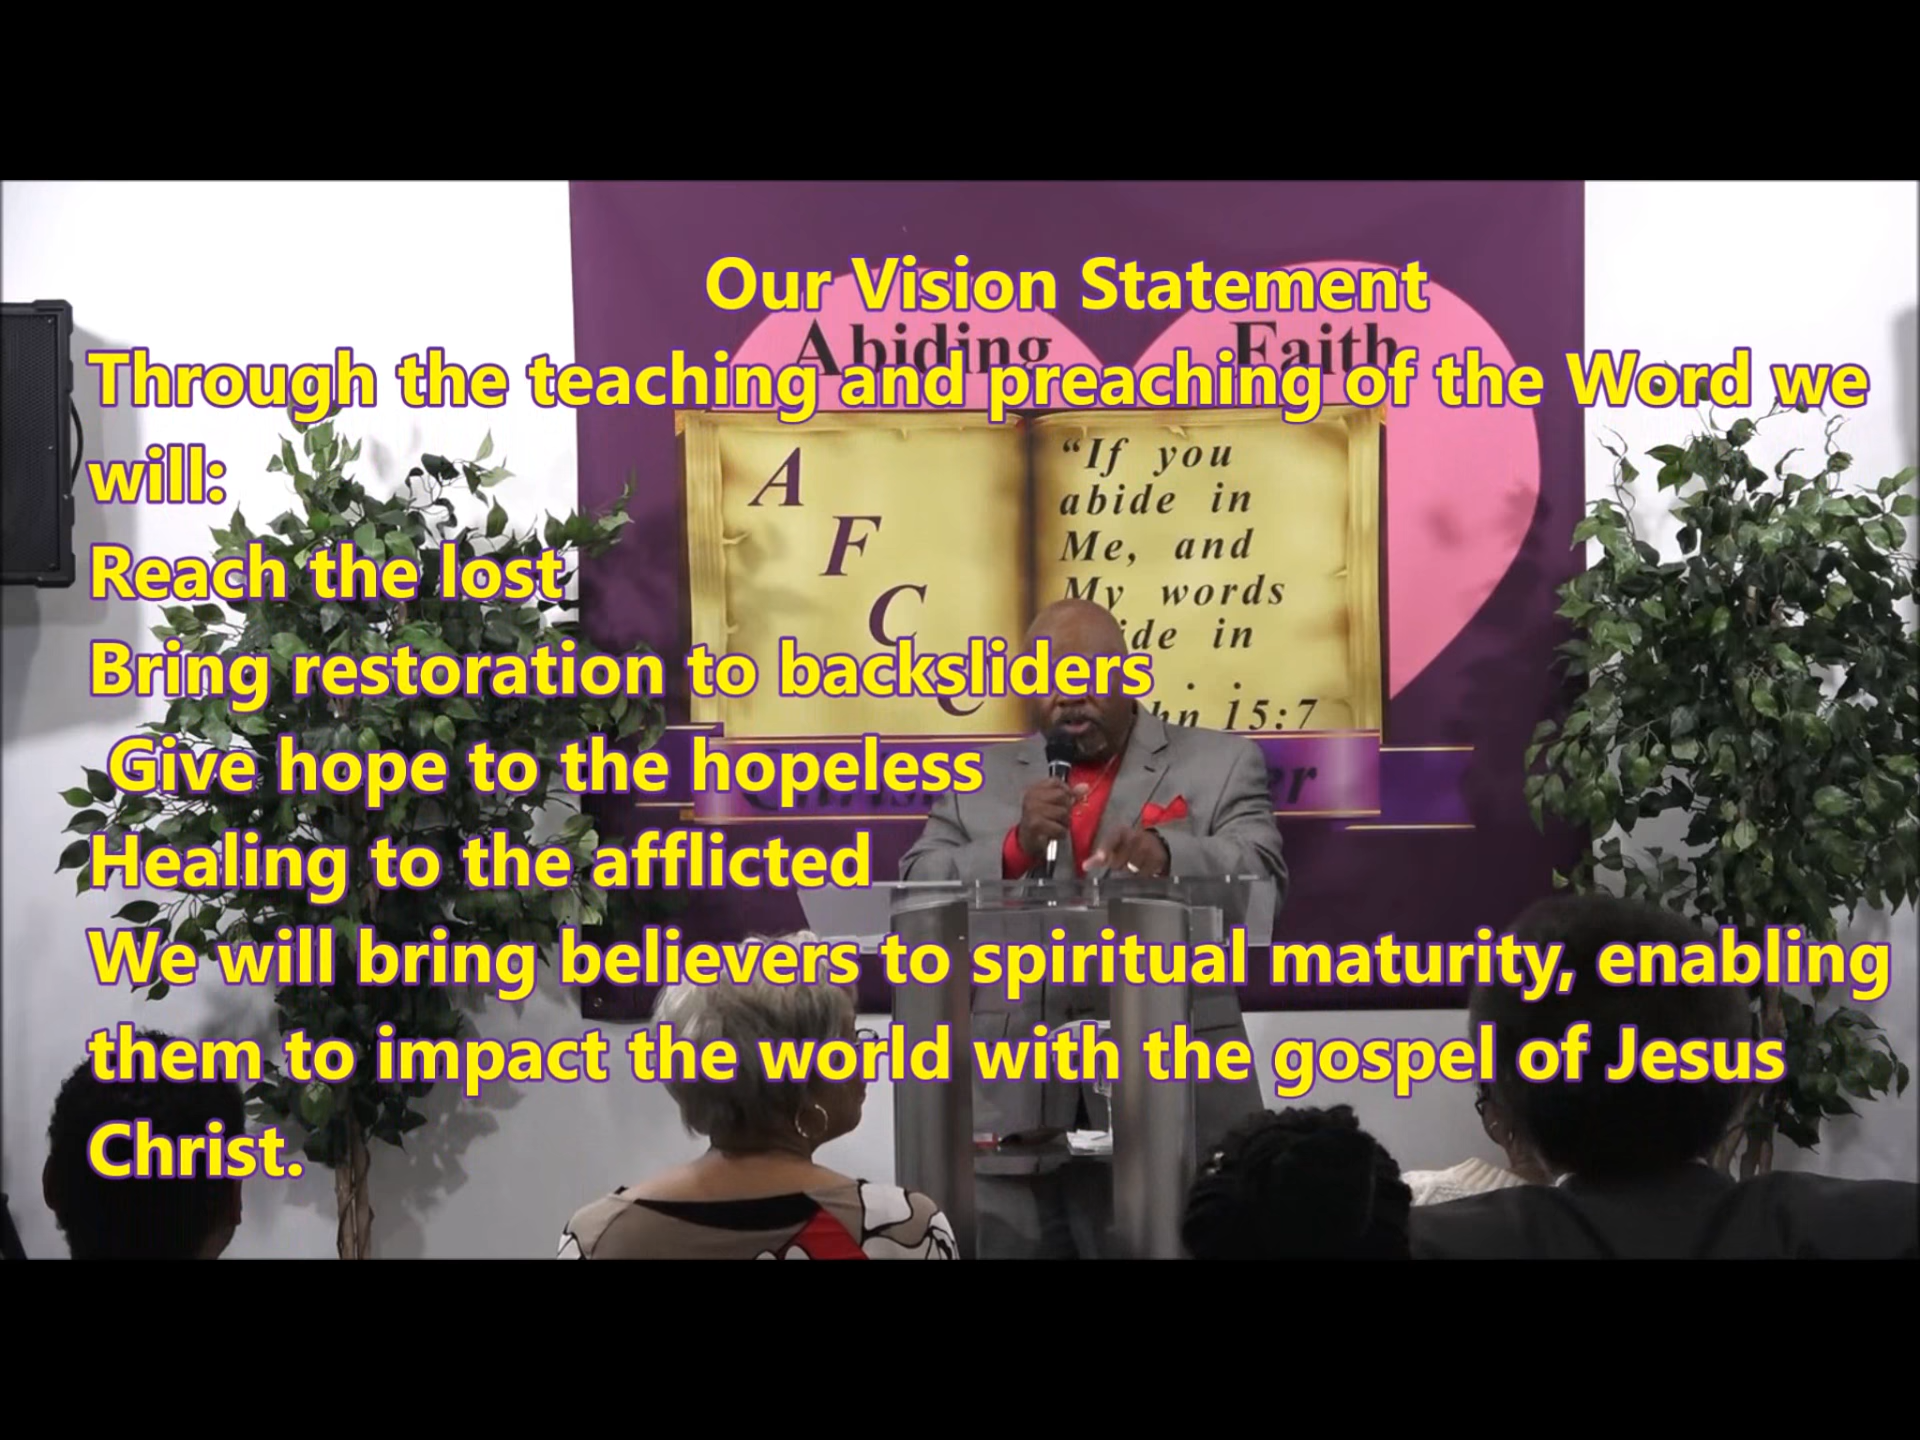 Our Vision Statement
Through the teaching and preaching of the Word we
will:
Reach the lost
Bring restoration to backsliders
Give hope to the hopeless
Healing to the afflicted
We will bring believers to spiritual maturity, enabling
them to impact the world with the gospel of Jesus
Christ.
Abiding Faith
A
F
C
C
“If you
abide in
Me, and
My words
in
15:7